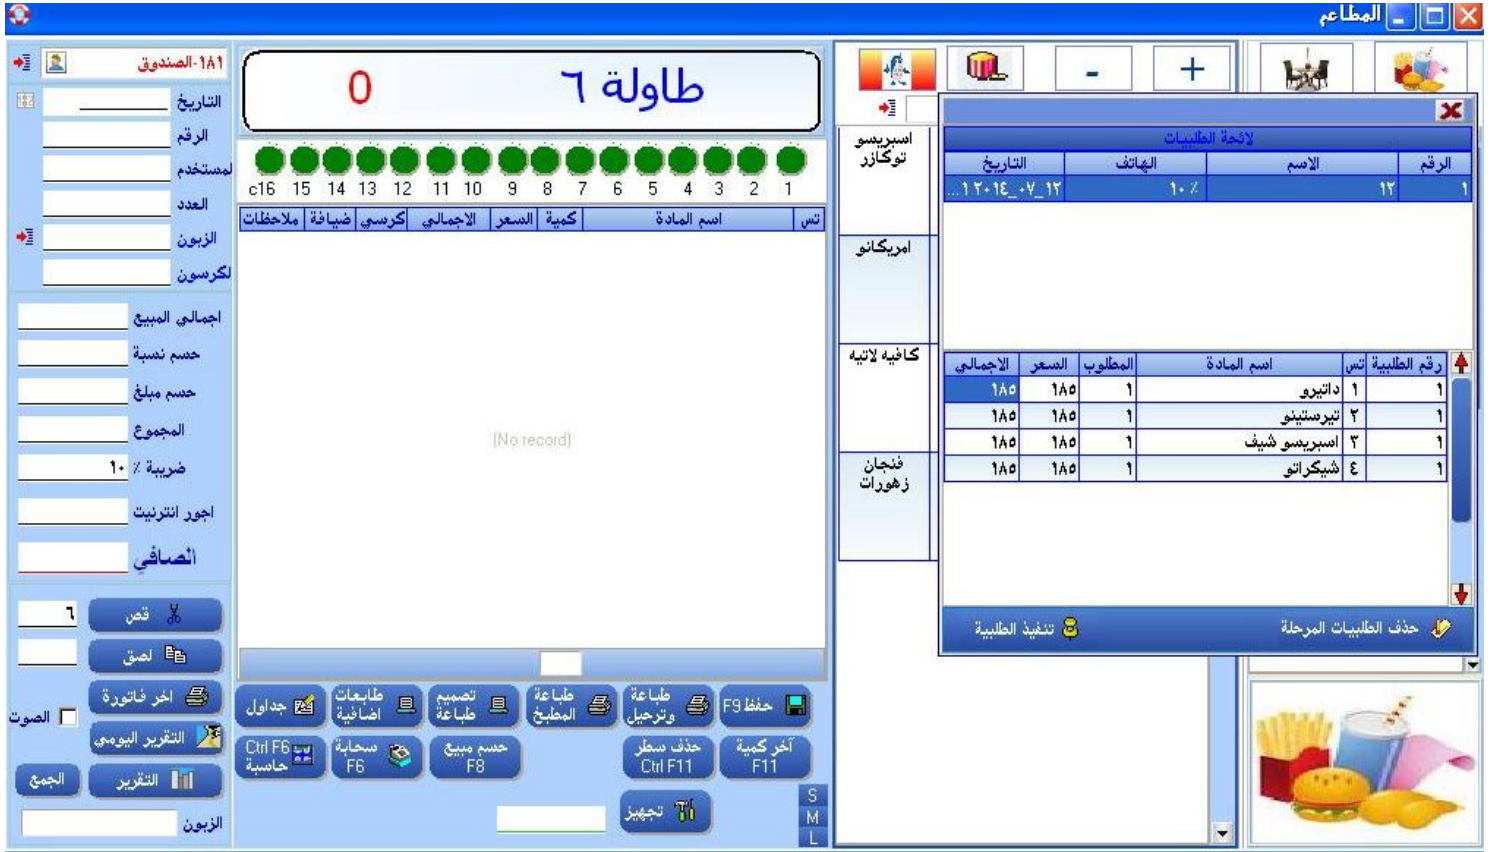 المطاعم
١٨١-الصندوق
التاريخ
الرقم
المستخدم
العدد
الزبون
الكرسون
اجمالي المبيع
حسم نسبة
حسم مبلغ
المجموع
ضريبة % ١٠
اجور انترنيت
الصافي
قص ٦
لصق
اخر فاتورة
الصوت
التقرير اليومي
التقرير
الجمع
الزبون
طاولة ٦ 0
1 2 3 4 5 6 7 8 9 10 11 12 13 14 15 c16
تس اسم المادة كمية السعر الاجمالي كرسي ضيافة ملاحظات
(No record)
حفظ F9
طباعة وترحيل
طباعة المطبخ
تصميم طباعة
طابعات اضافية
جداول
آخر كمية F11
حذف سطر Ctrl F11
حسم مبيع F8
سحابة F6
Ctrl F6 حاسبة
تجهيز
S
M
L
+ -
اسبريسو توكازر
امريكانو
كافيه لاتيه
فنجان زهورات
لائحة الطلبيات
الرقم الاسم الهاتف التاريخ
١ ١٢ ١٠ % ١٢_٠٧_٢٠١٤ ١...
رقم الطلبية تس اسم المادة المطلوب السعر الاجمالي
١ ١ داتيرو ١ ١٨٥ ١٨٥
١ ٢ تيرستينو ١ ١٨٥ ١٨٥
١ ٣ اسبريسو شيف ١ ١٨٥ ١٨٥
١ ٤ شيكراتو ١ ١٨٥ ١٨٥
حذف الطلبيات المرحلة
تنفيذ الطلبية